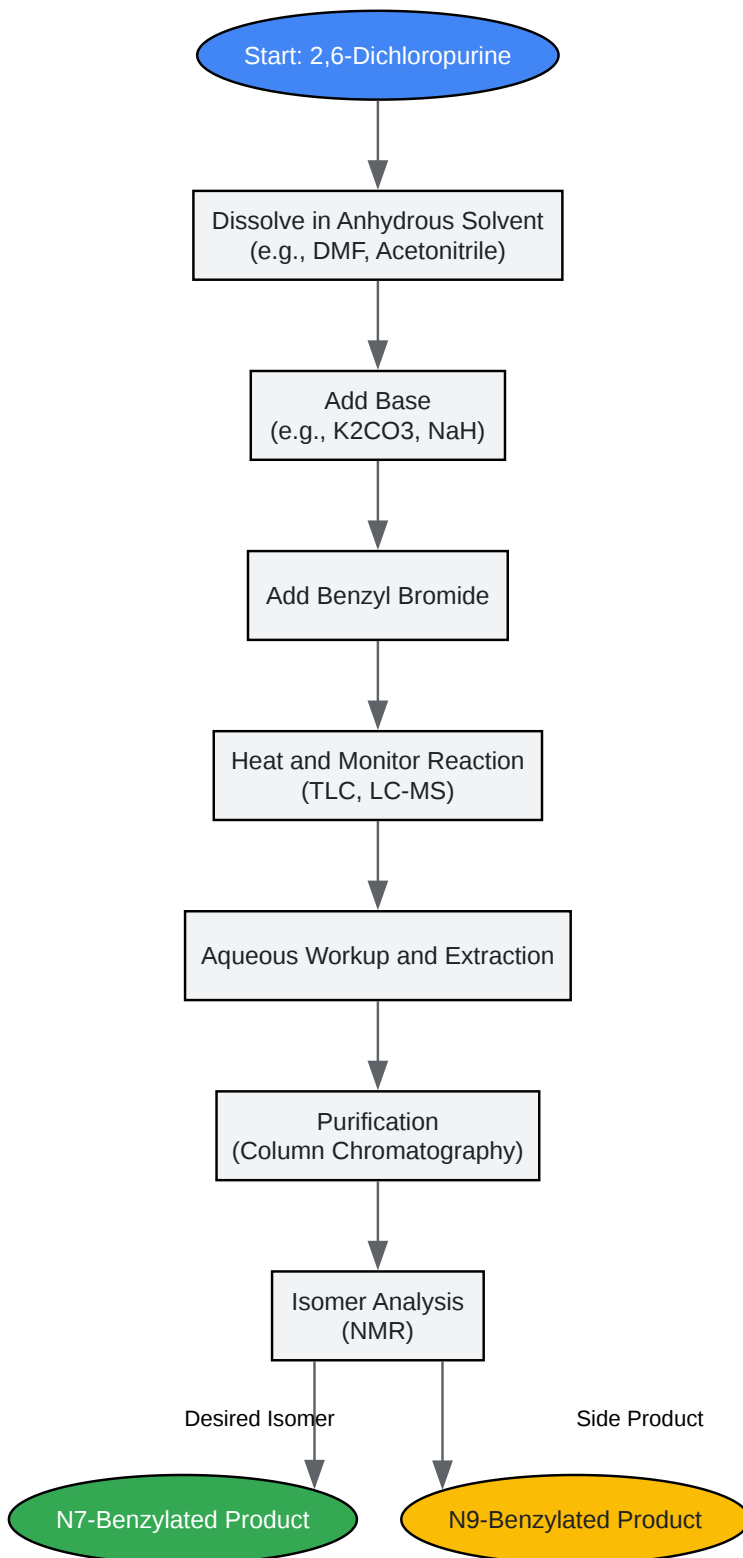 Start: 2,6-Dichloropurine
Dissolve in Anhydrous Solvent
(e.g., DMF, Acetonitrile)
Add Base
(e.g., K2CO3, NaH)
Add Benzyl Bromide
Heat and Monitor Reaction
(TLC, LC-MS)
Aqueous Workup and Extraction
Purification
(Column Chromatography)
Isomer Analysis
(NMR)
Desired Isomer
Side Product
N7-Benzylated Product
N9-Benzylated Product